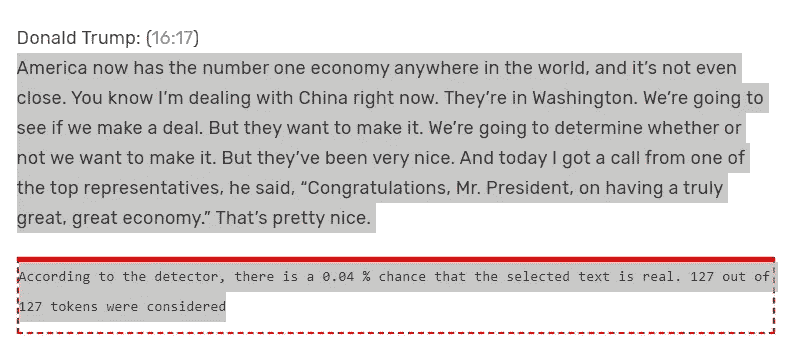 Donald Trump: (16:17)
America now has the number one economy anywhere in the world, and it’s not even
close. You know I’m dealing with China right now. They’re in Washington. We’re going to
see if we make a deal. But they want to make it. We’re going to determine whether or
not we want to make it. But they’ve been very nice. And today I got a call from one of
the top representatives, he said, “Congratulations, Mr. President, on having a truly
great, great economy.” That’s pretty nice.
According to the detector, there is a 0.04 % chance that the selected text is real. 127 out of
127 tokens were considered